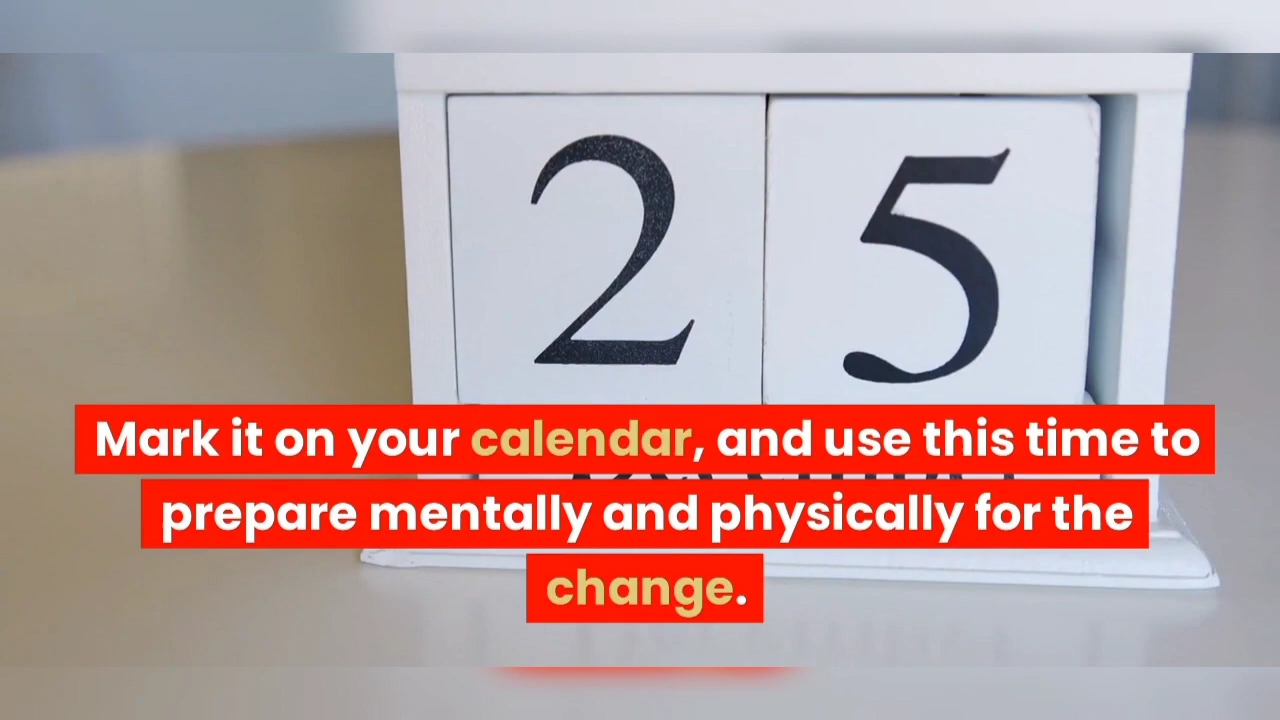 25
Mark it on your calendar, and use this time to
prepare mentally and physically for the
change.